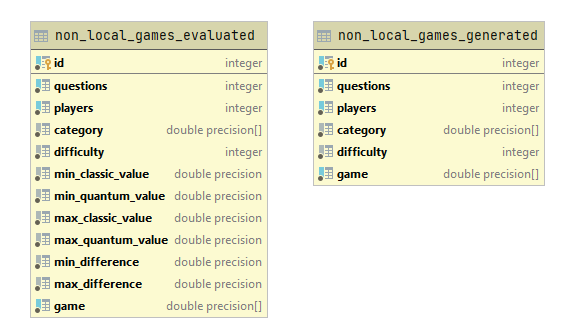 non_local_games_evaluated
id integer
questions integer
players integer
category double precision[]
difficulty integer
min_classic_value double precision
min_quantum_value double precision
max_classic_value double precision
max_quantum_value double precision
min_difference double precision
max_difference double precision
game double precision[]
non_local_games_generated
id integer
questions integer
players integer
category double precision[]
difficulty integer
game double precision[]